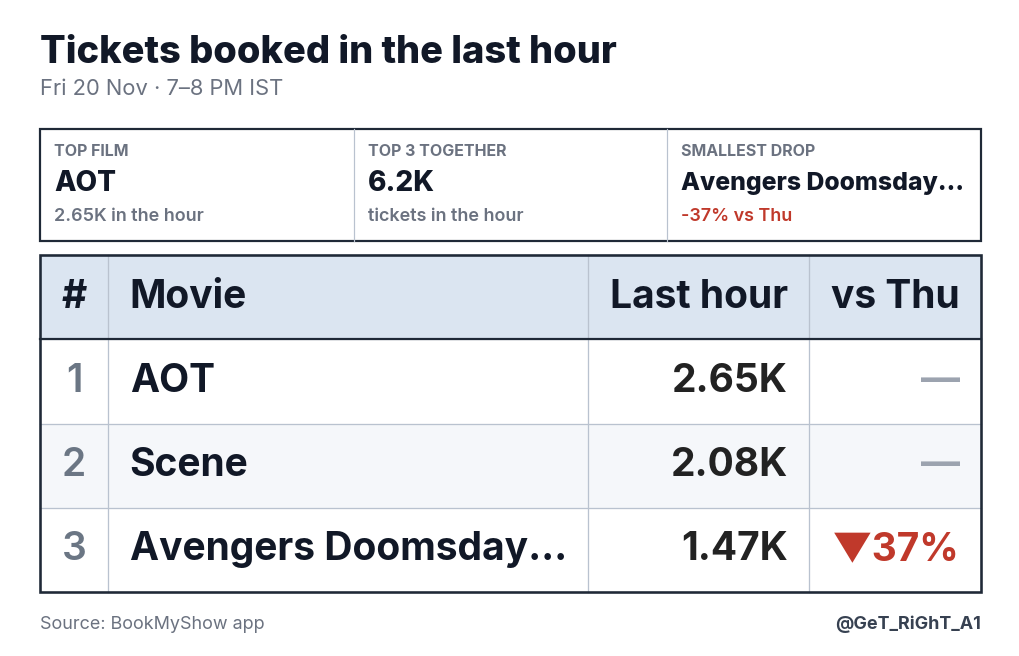 Tickets booked in the last hour
Fri 20 Nov · 7–8 PM IST
TOP FILM
AOT
2.65K in the hour
TOP 3 TOGETHER
6.2K
tickets in the hour
SMALLEST DROP
Avengers Doomsday…
-37% vs Thu
# Movie Last hour vs Thu
1 AOT 2.65K —
2 Scene 2.08K —
3 Avengers Doomsday… 1.47K ▼37%
Source: BookMyShow app
@GeT_RiGhT_A1